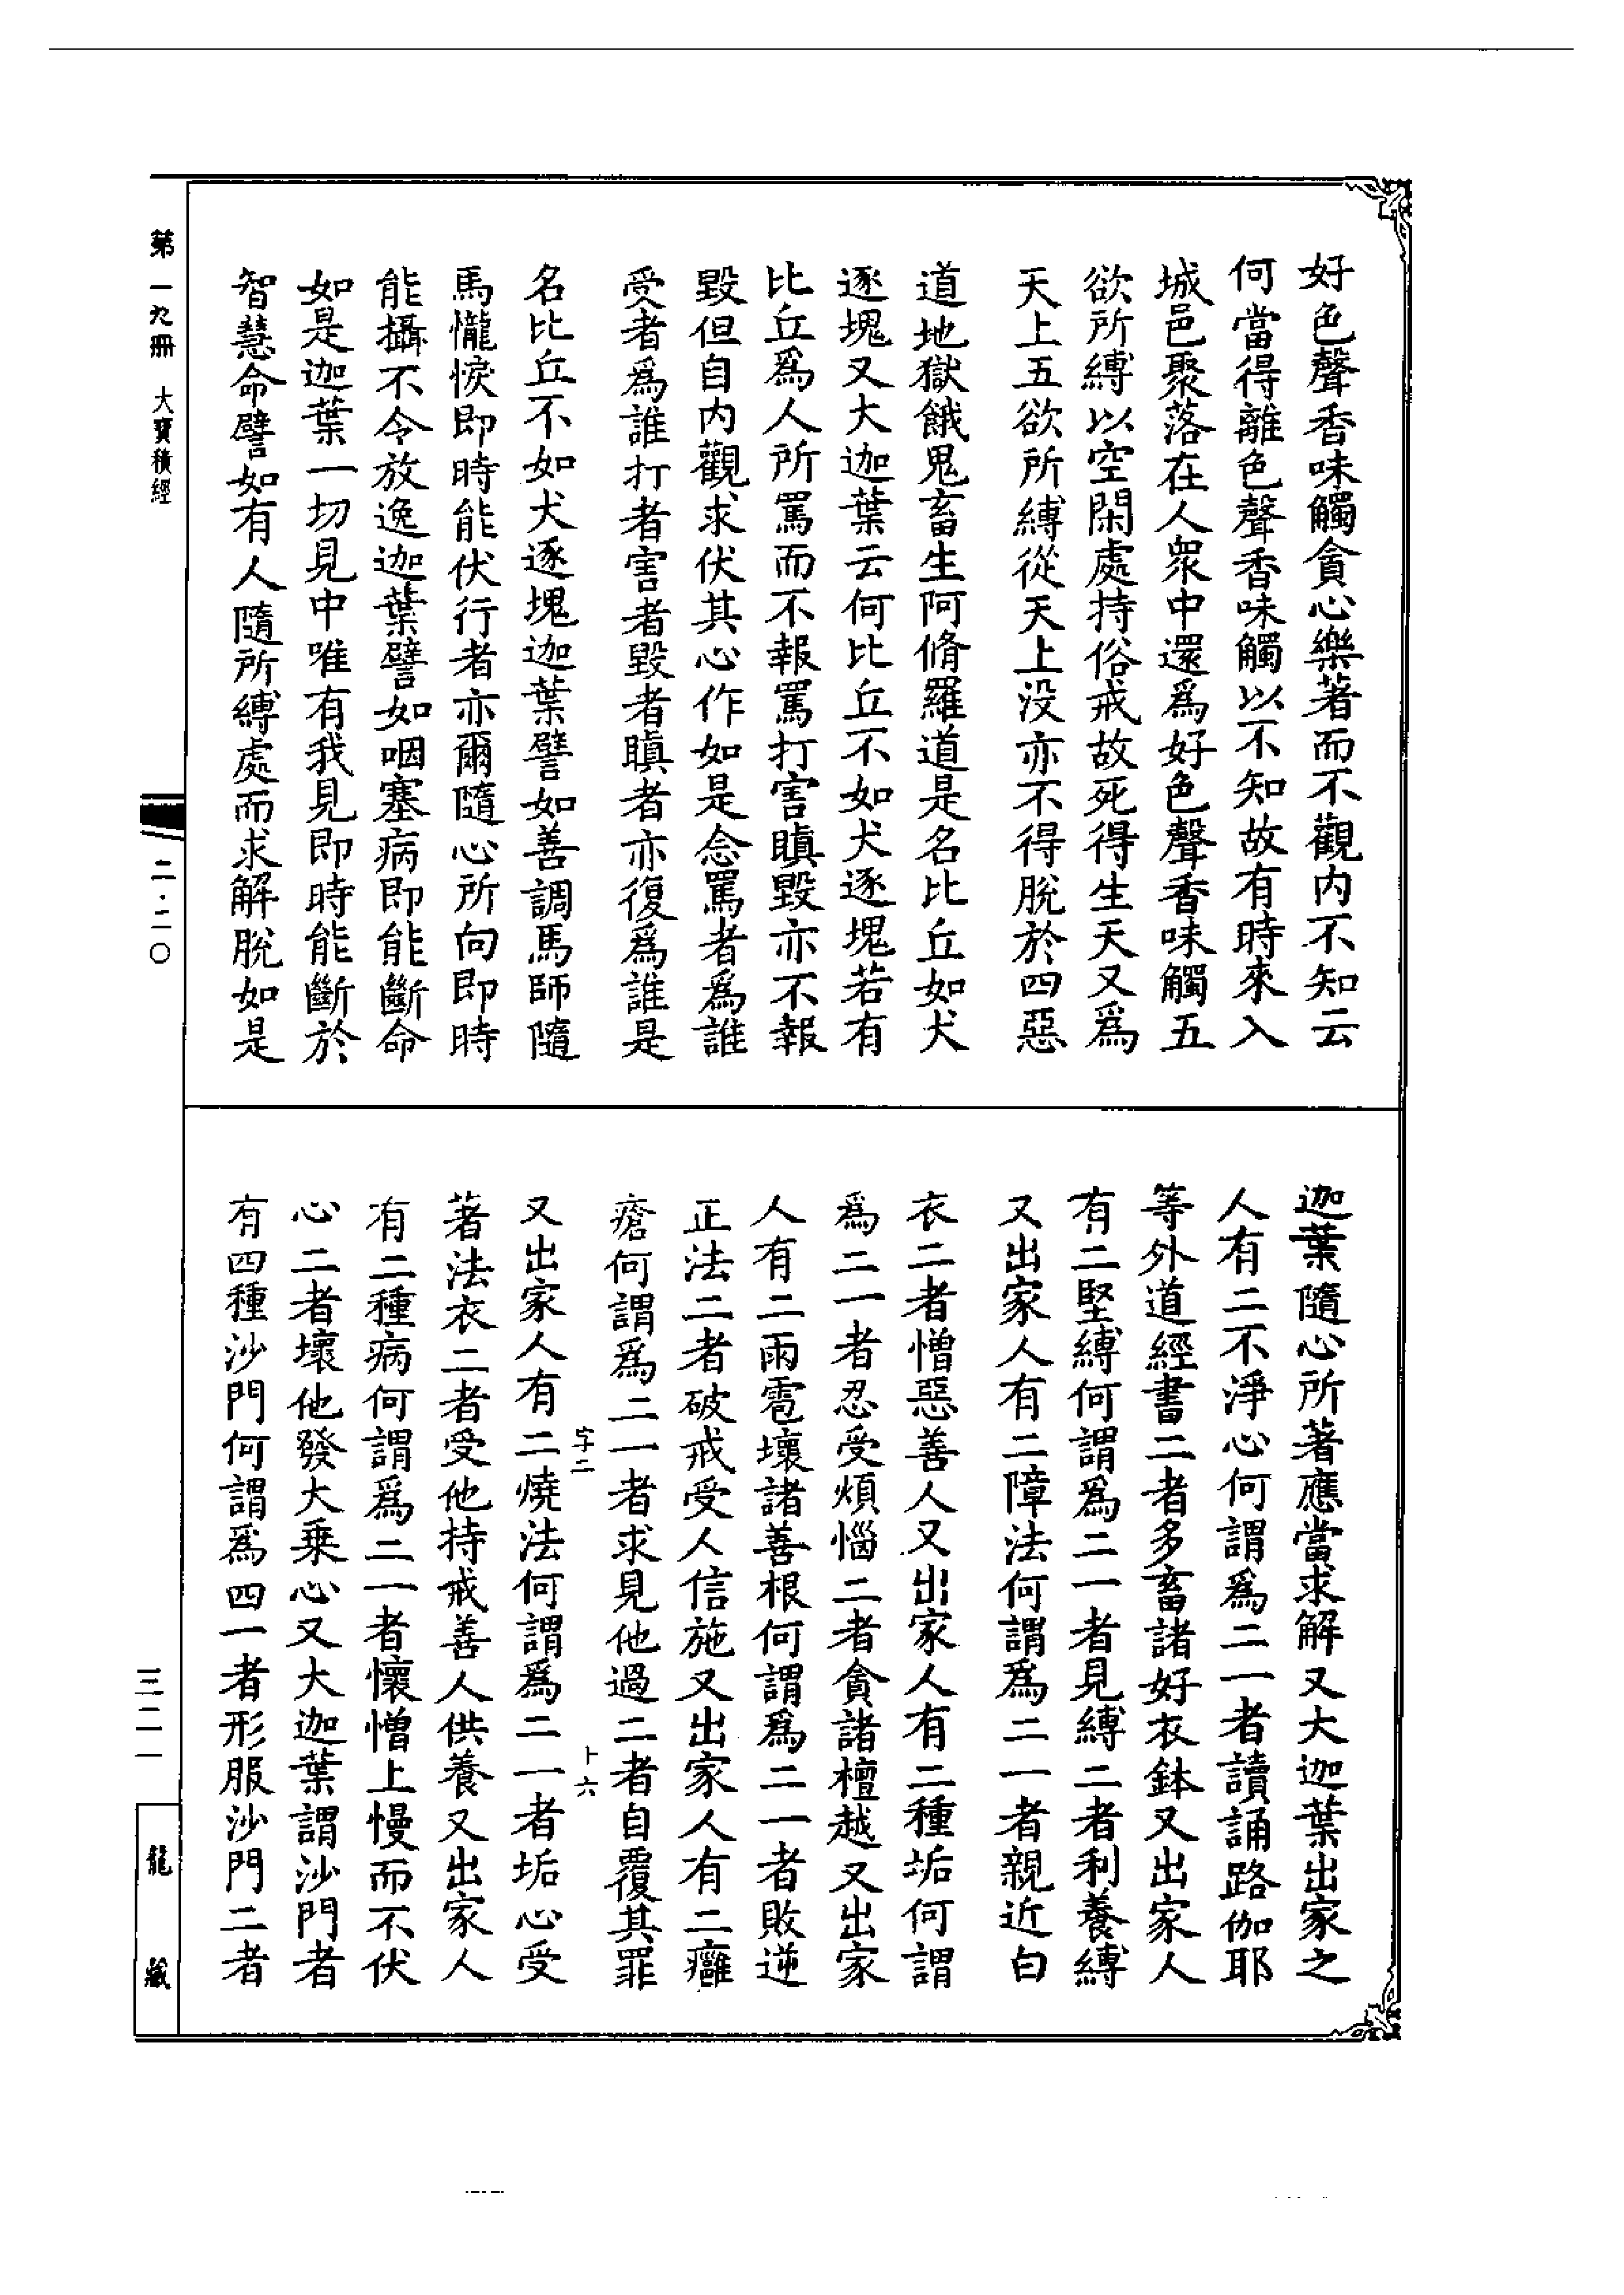 好色聲香味觸貪心樂著而不觀内不知云
何當得離色聲香味觸以不知故有時來入
城邑聚落在人衆中還爲好色聲香味觸五
欲所縛以空閑處持俗戒故死得生天又爲
天上五欲所縛從天上没亦不得脫於四惡
道地獄餓鬼畜生阿脩羅道是名比丘如犬
逐塊又大迦葉云何比丘不如犬逐塊若有
比丘爲人所罵而不報罵打害瞋毀亦不報
毀但自内觀求伏其心作如是念罵者爲誰
受者爲誰打者害者毀者瞋者亦復爲誰是
名比丘不如犬逐塊迦葉譬如善調馬師隨
馬㦬悷即時能伏行者亦爾隨心所向即時
能攝不令放逸迦葉譬如咽塞病即能斷命
如是迦葉一切見中唯有我見即時能斷於
智慧命譬如有人隨所縛處而求解脫如是
迦葉隨心所著應當求解又大迦葉出家之
人有二不淨心何謂爲二一者讀誦路伽耶
等外道經書二者多畜諸好衣鉢又出家人
有二堅縛何謂爲二一者見縛二者利養縛
又出家人有二障法何謂爲二一者親近白
衣二者憎惡善人又出家人有二種垢何謂
爲二一者忍受煩惱二者貪諸檀越又出家
人有二雨雹壞諸善根何謂爲二一者敗逆
正法二者破戒受人信施又出家人有二癰
瘡何謂爲二一者求見他過二者自覆其罪
字二 卜六
又出家人有二燒法何謂爲二一者垢心受
著法衣二者受他持戒善人供養又出家人
有二種病何謂爲二一者懷憎上慢而不伏
心二者壞他發大乗心又大迦葉謂沙門者
有四種沙門何謂爲四一者形服沙門二者
第一九冊 大寳積經
二·二〇
三二一
龍藏